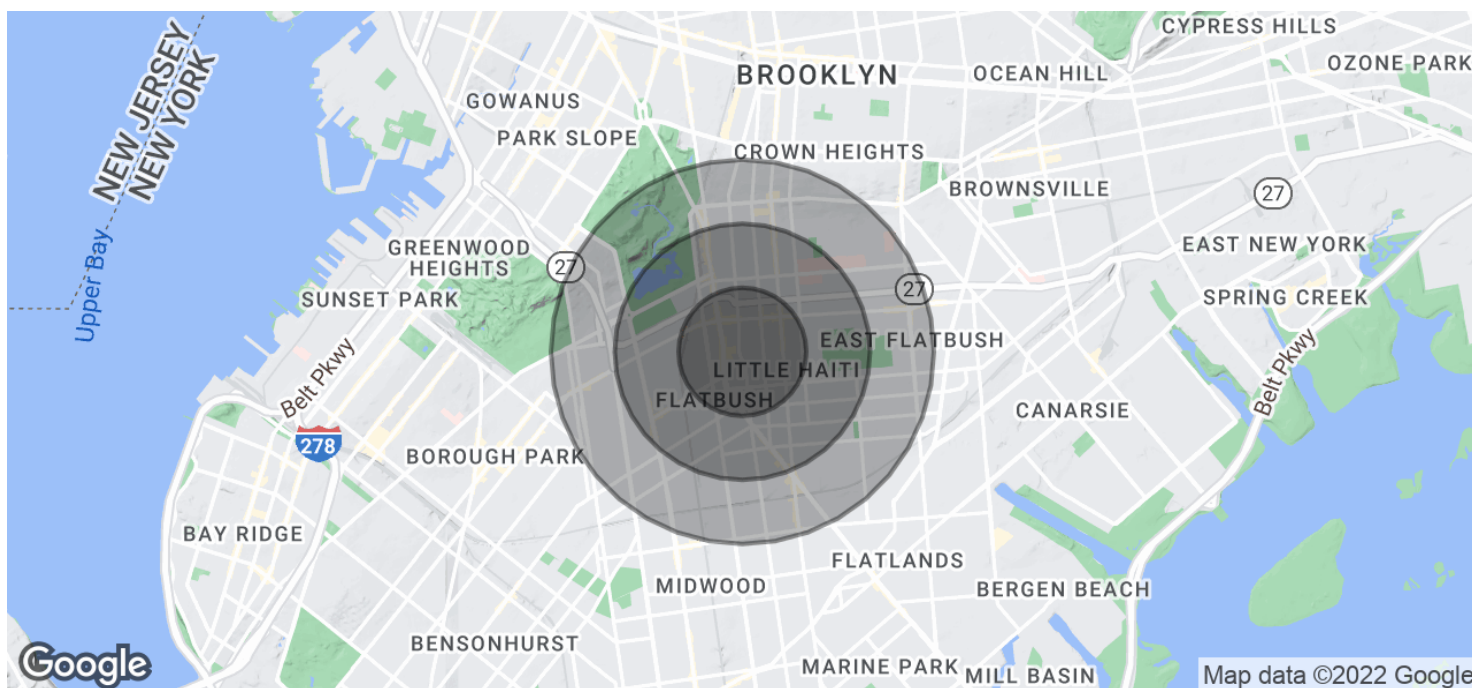 CYPRESS HILLS
OZONE PARK
BROOKLYN
OCEAN HILL
NEW JERSEY
NEW YORK
GOWANUS
PARK SLOPE
CROWN HEIGHTS
BROWNSVILLE
27
Upper Bay
GREENWOOD
HEIGHTS
27
EAST NEW YORK
SUNSET PARK
27
SPRING CREEK
EAST FLATBUSH
Belt Pkwy
LITTLE HAITI
Belt Pkwy
FLATBUSH
CANARSIE
278
BOROUGH PARK
BAY RIDGE
FLATLANDS
MIDWOOD
BERGEN BEACH
BENSONHURST
MARINE PARK
MILL BASIN
Google
Map data ©2022 Google